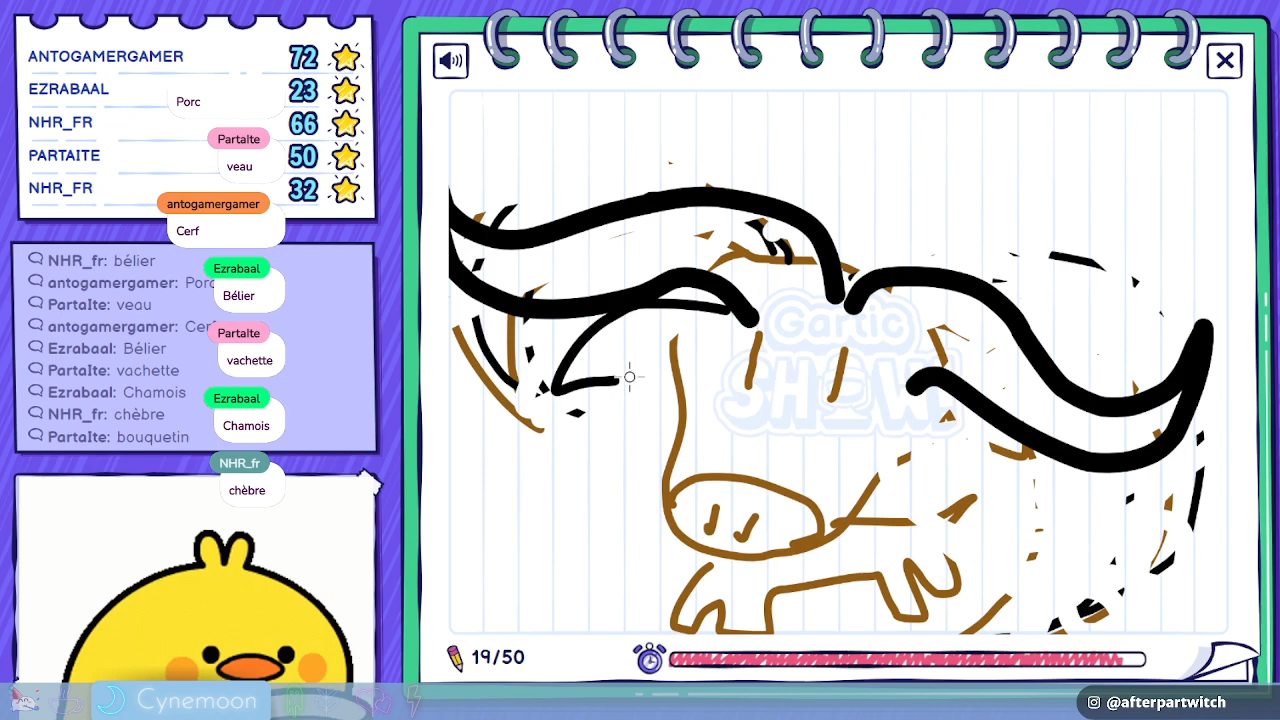 ANTOGAMERGAMER 72
EZRABAAL 23
NHR_FR 66
PARTAITE 50
NHR_FR 32
Porc
PartaIte
veau
antogamergamer
Cerf
Ezrabaal
Bélier
PartaIte
vachette
Ezrabaal
Chamois
NHR_fr
chèbre
NHR_fr: bélier
antogamer: Porc
PartaIte: veau
antogamergamer: Cerf
Ezrabaal: Bélier
PartaIte: vachette
Ezrabaal: Chamois
NHR_fr: chèbre
PartaIte: bouquetin
Gartic
SHOW
19/50
Cynemoon
@afterpartwitch